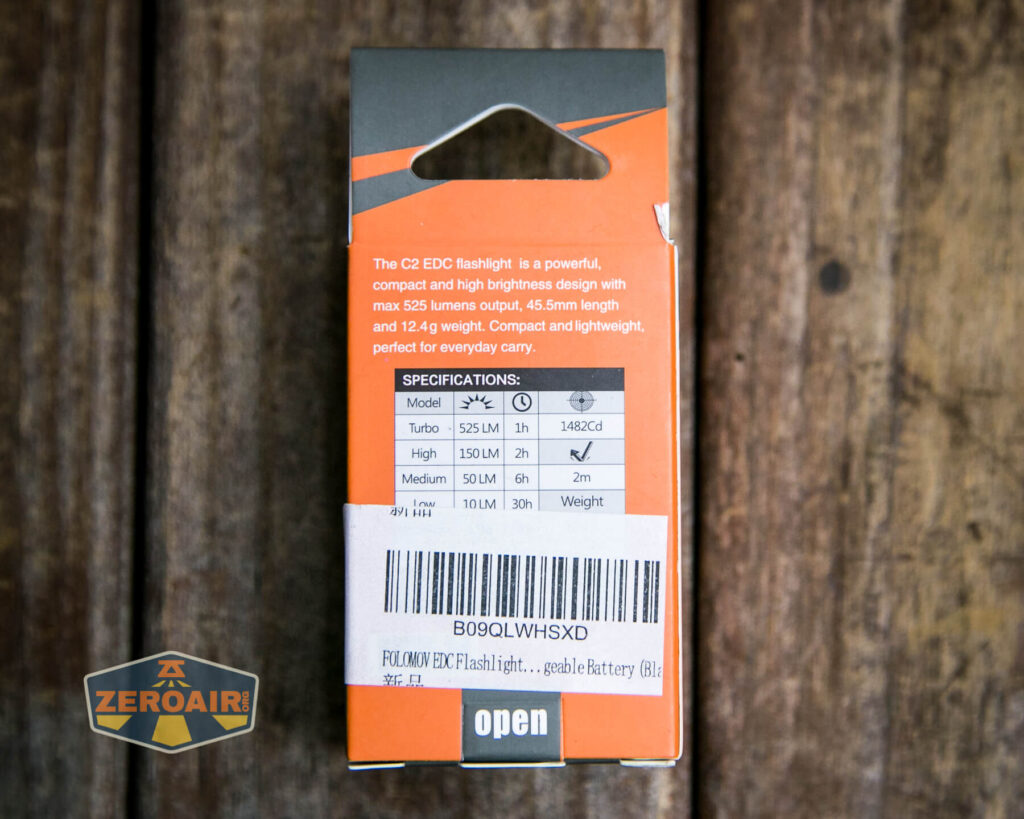 The C2 EDC flashlight is a powerful,
compact and high brightness design with
max 525 lumens output, 45.5mm length
and 12.4g weight. Compact and lightweight,
perfect for everyday carry.
SPECIFICATIONS:
Model
Turbo 525 LM 1h 1482Cd
High 150 LM 2h
Medium 50 LM 6h 2m
Low 10 LM 30h Weight
新品
B09QLWHSXD
FOLOMOV EDC Flashlight...geable Battery (Bla
新品
open
ZEROAIR.ORG